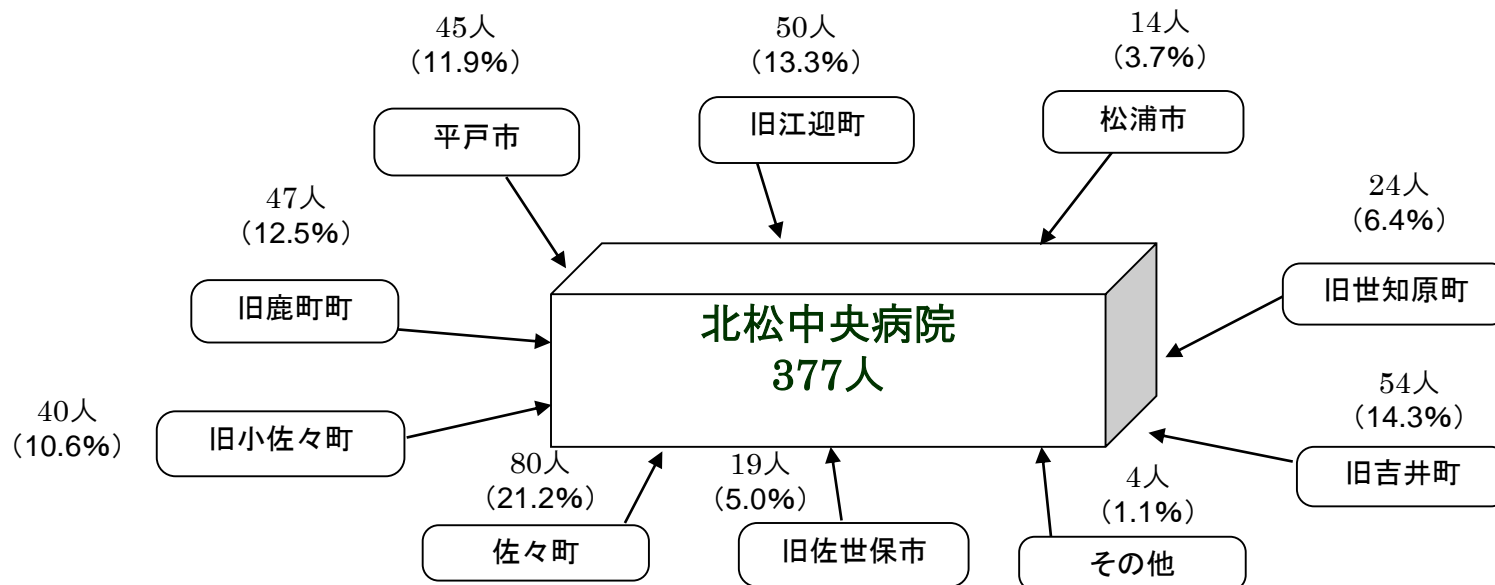 45人
（11.9%）
平戸市
50人
（13.3%）
旧江迎町
14人
（3.7%）
松浦市
47人
（12.5%）
旧鹿町町
24人
（6.4%）
旧世知原町
北松中央病院
377人
40人
（10.6%）
旧小佐々町
54人
（14.3%）
旧吉井町
80人
（21.2%）
佐々町
19人
（5.0%）
旧佐世保市
4人
（1.1%）
その他